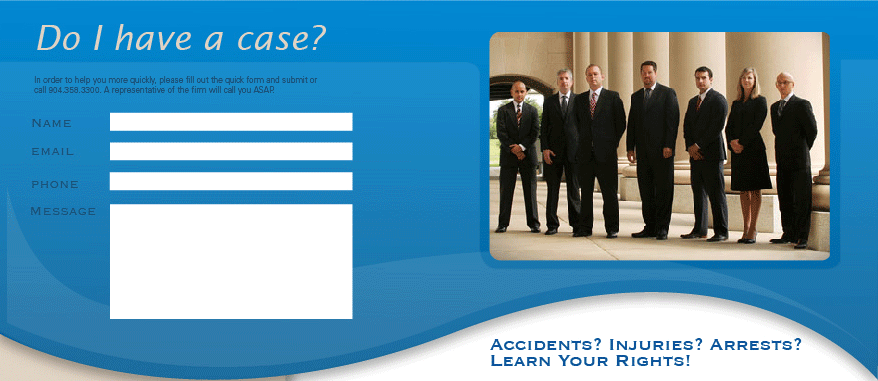 Do I have a case?
In order to help you more quickly, please fill out the quick form and submit or
call 904.358.3300. A representative of the firm will call you ASAP.
Name
email
phone
Message
Accidents? Injuries? Arrests?
Learn Your Rights!